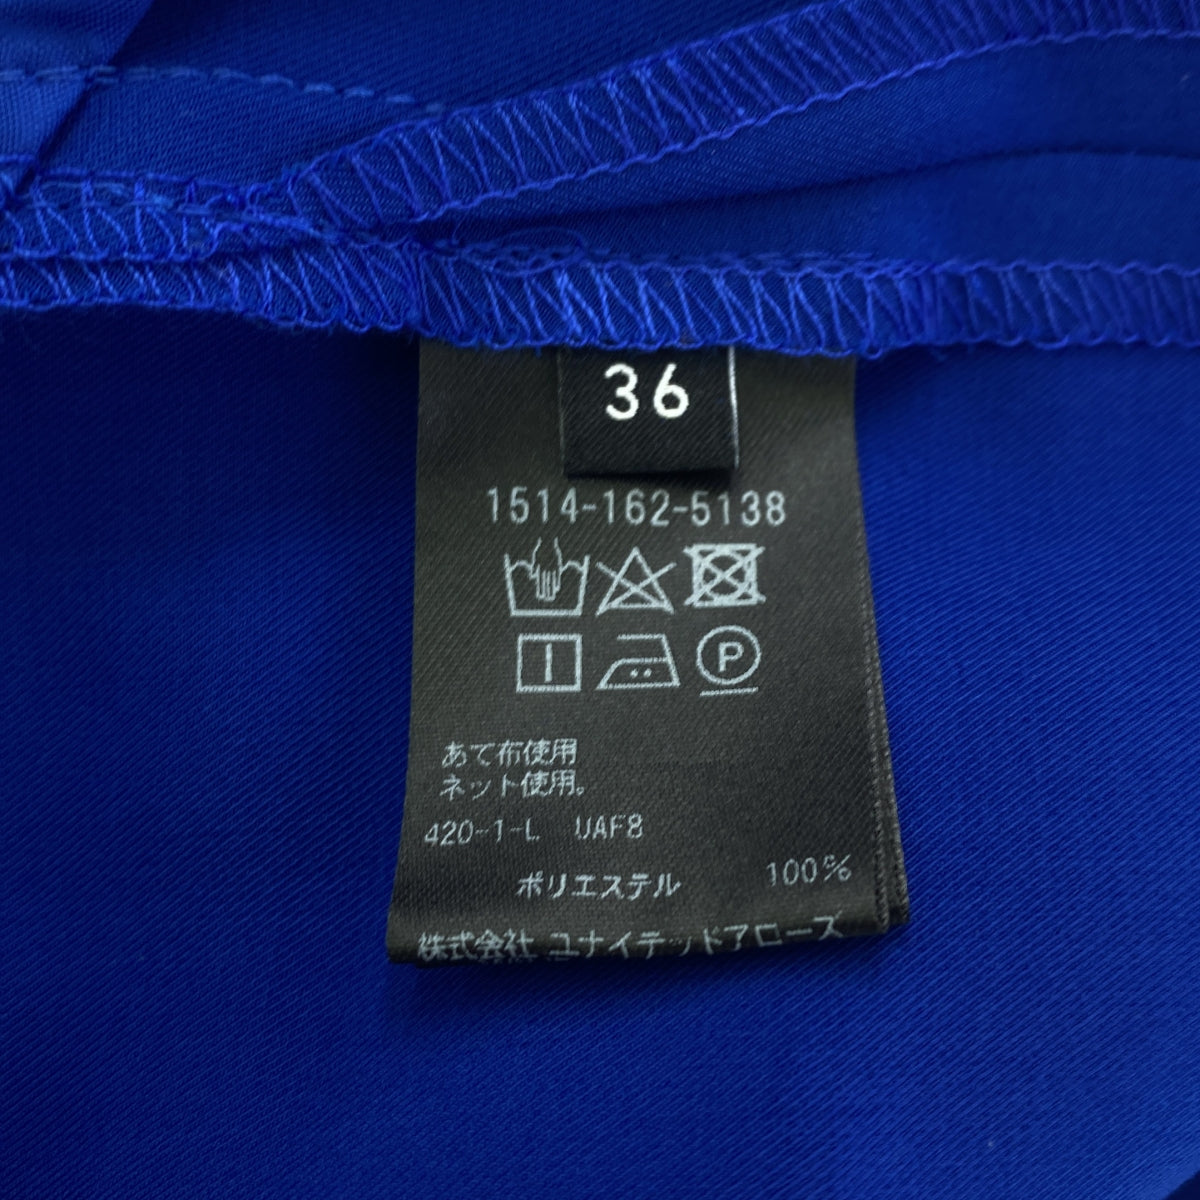 36
1514-162-5138
P
あて布使用
ネット使用。
420-1-L UAF8
ポリエステル 100%
株式会社 ユナイテッドアローズ